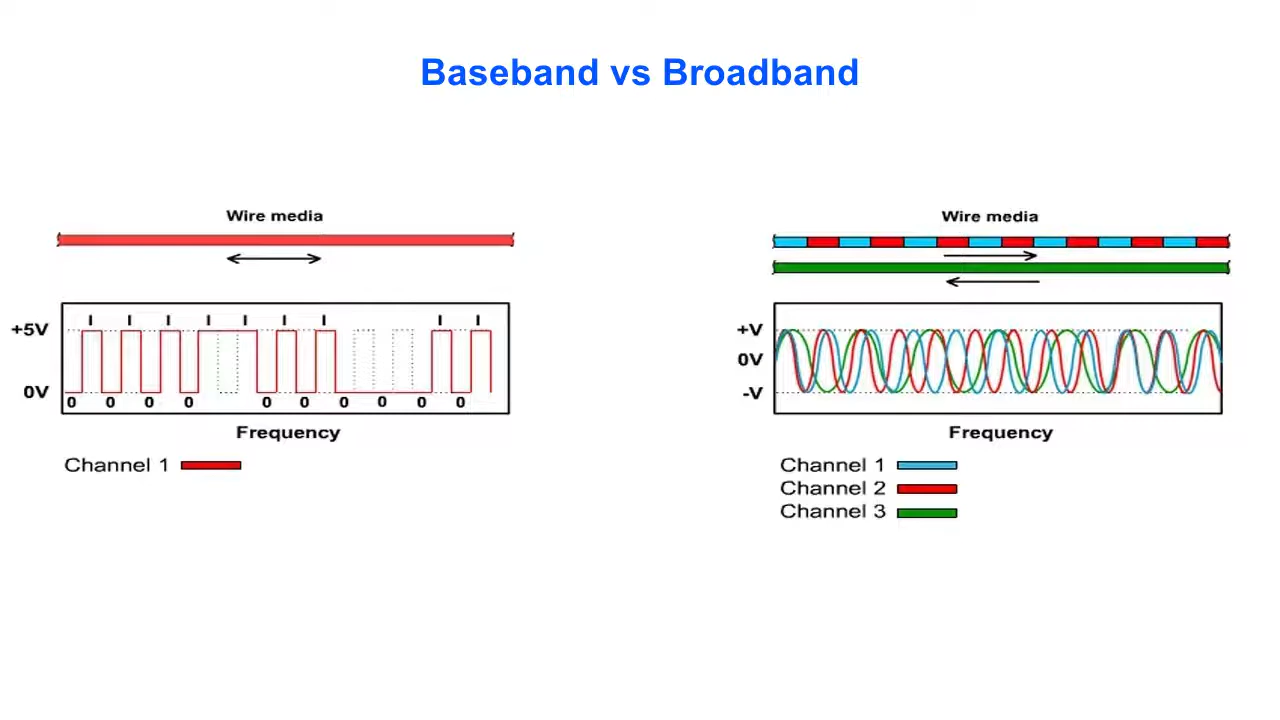 Baseband vs Broadband
Wire media
+5V
I I I I I I I I I
0V
0 0 0 0 0 0 0 0 0 0
Frequency
Channel 1
Wire media
+V
0V
-V
Frequency
Channel 1
Channel 2
Channel 3